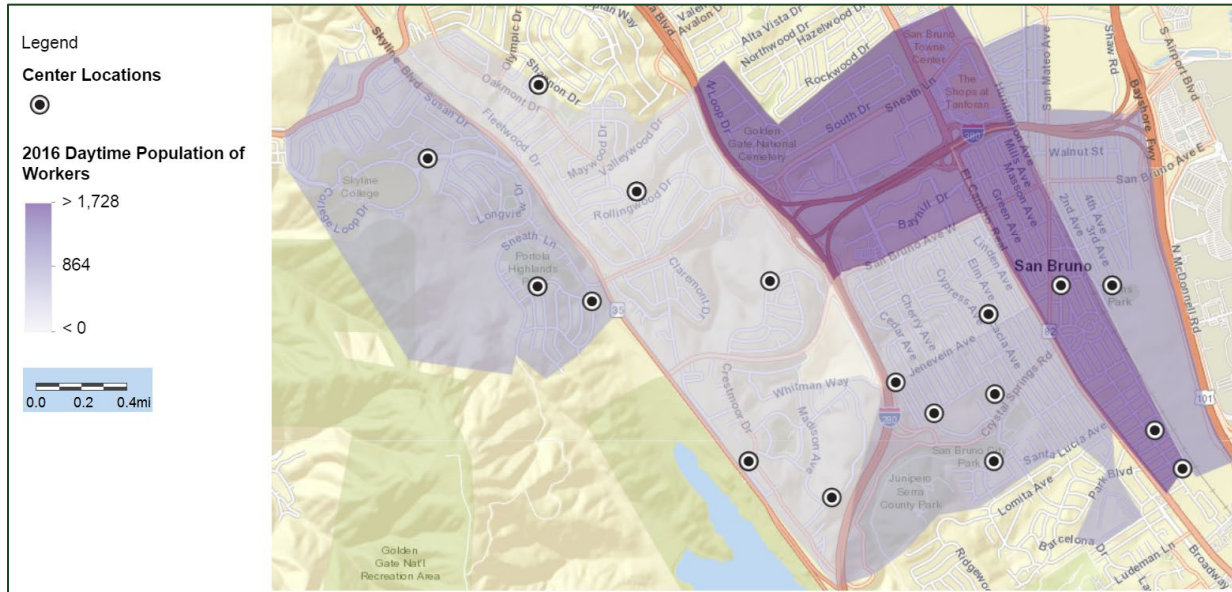 Legend
Center Locations
2016 Daytime Population of
Workers
> 1,728
864
< 0
0.0 0.2 0.4mi
Skyline Blvd
Olympic Dr
Shannon Dr
Oakmont Dr
Susan Dr
Fleetwood Dr
Maywood Dr
Valleywood Dr
Rollingwood Dr
Skyline
College
College
Loop Dr
Longview Dr
Sneath Ln
Portola
Highlands
35
Claremont Dr
Crestmoor Dr
Whitman Way
Madison Ave
Avalon Dr
Alta Vista Dr
Northwood Dr
Hazelwood Dr
Rockwood Dr
San Bruno
Towne
Center
The
Shops at
Tanforan
N Loop Dr
South Dr
Sneath Ln
Golden
Gate National
Cemetery
Bayhill Dr
San Bruno Ave W
El Camino Real
Huntington Ave
Mills Ave
Masson Ave
Green Ave
Linden Ave
Elm Ave
Cypress Ave
Acacia Ave
Cherry Ave
Cedar Ave
Jenevein Ave
Crystal Springs Rd
380
280
San Mateo Ave
Shaw Rd
S Airport Blvd
Bayshore Fwy
Walnut St
San Bruno Ave E
4th Ave
3rd Ave
2nd Ave
San Bruno
Park
82
N McDonnell Rd
101
San Bruno City
Park
Santa Lucia Ave
Junipero
Serra
County Park
Lomita Ave
Park Blvd
Barcelona Dr
Ludeman Ln
Broadway
Golden
Gate Nat'l
Recreation Area